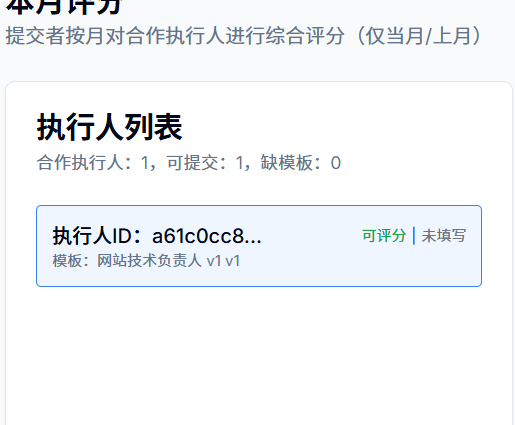 本月评分
提交者按月对合作执行人进行综合评分（仅当月/上月）
执行人列表
合作执行人：1，可提交：1，缺模板：0
执行人ID：a61c0cc8...
可评分 | 未填写
模板：网站技术负责人 v1 v1